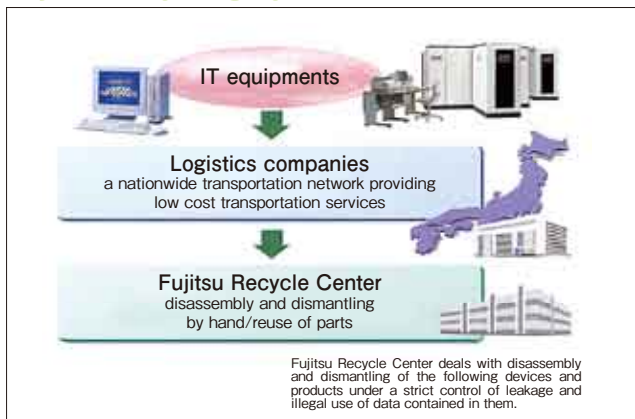 IT equipments
Logistics companies
a nationwide transportation network providing
low cost transportation services
Fujitsu Recycle Center
disassembly and dismantling
by hand/reuse of parts
Fujitsu Recycle Center deals with disassembly
and dismantling of the following devices and
products under a strict control of leakage and
illegal use of data contained in them.